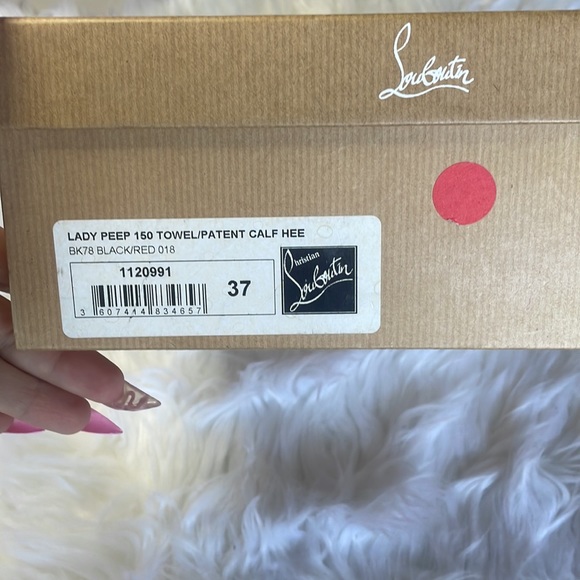 Louboutin
LADY PEEP 150 TOWEL/PATENT CALF HEE
BK78 BLACK/RED 018
1120991
37
3 607414 834657
Christian
Louboutin